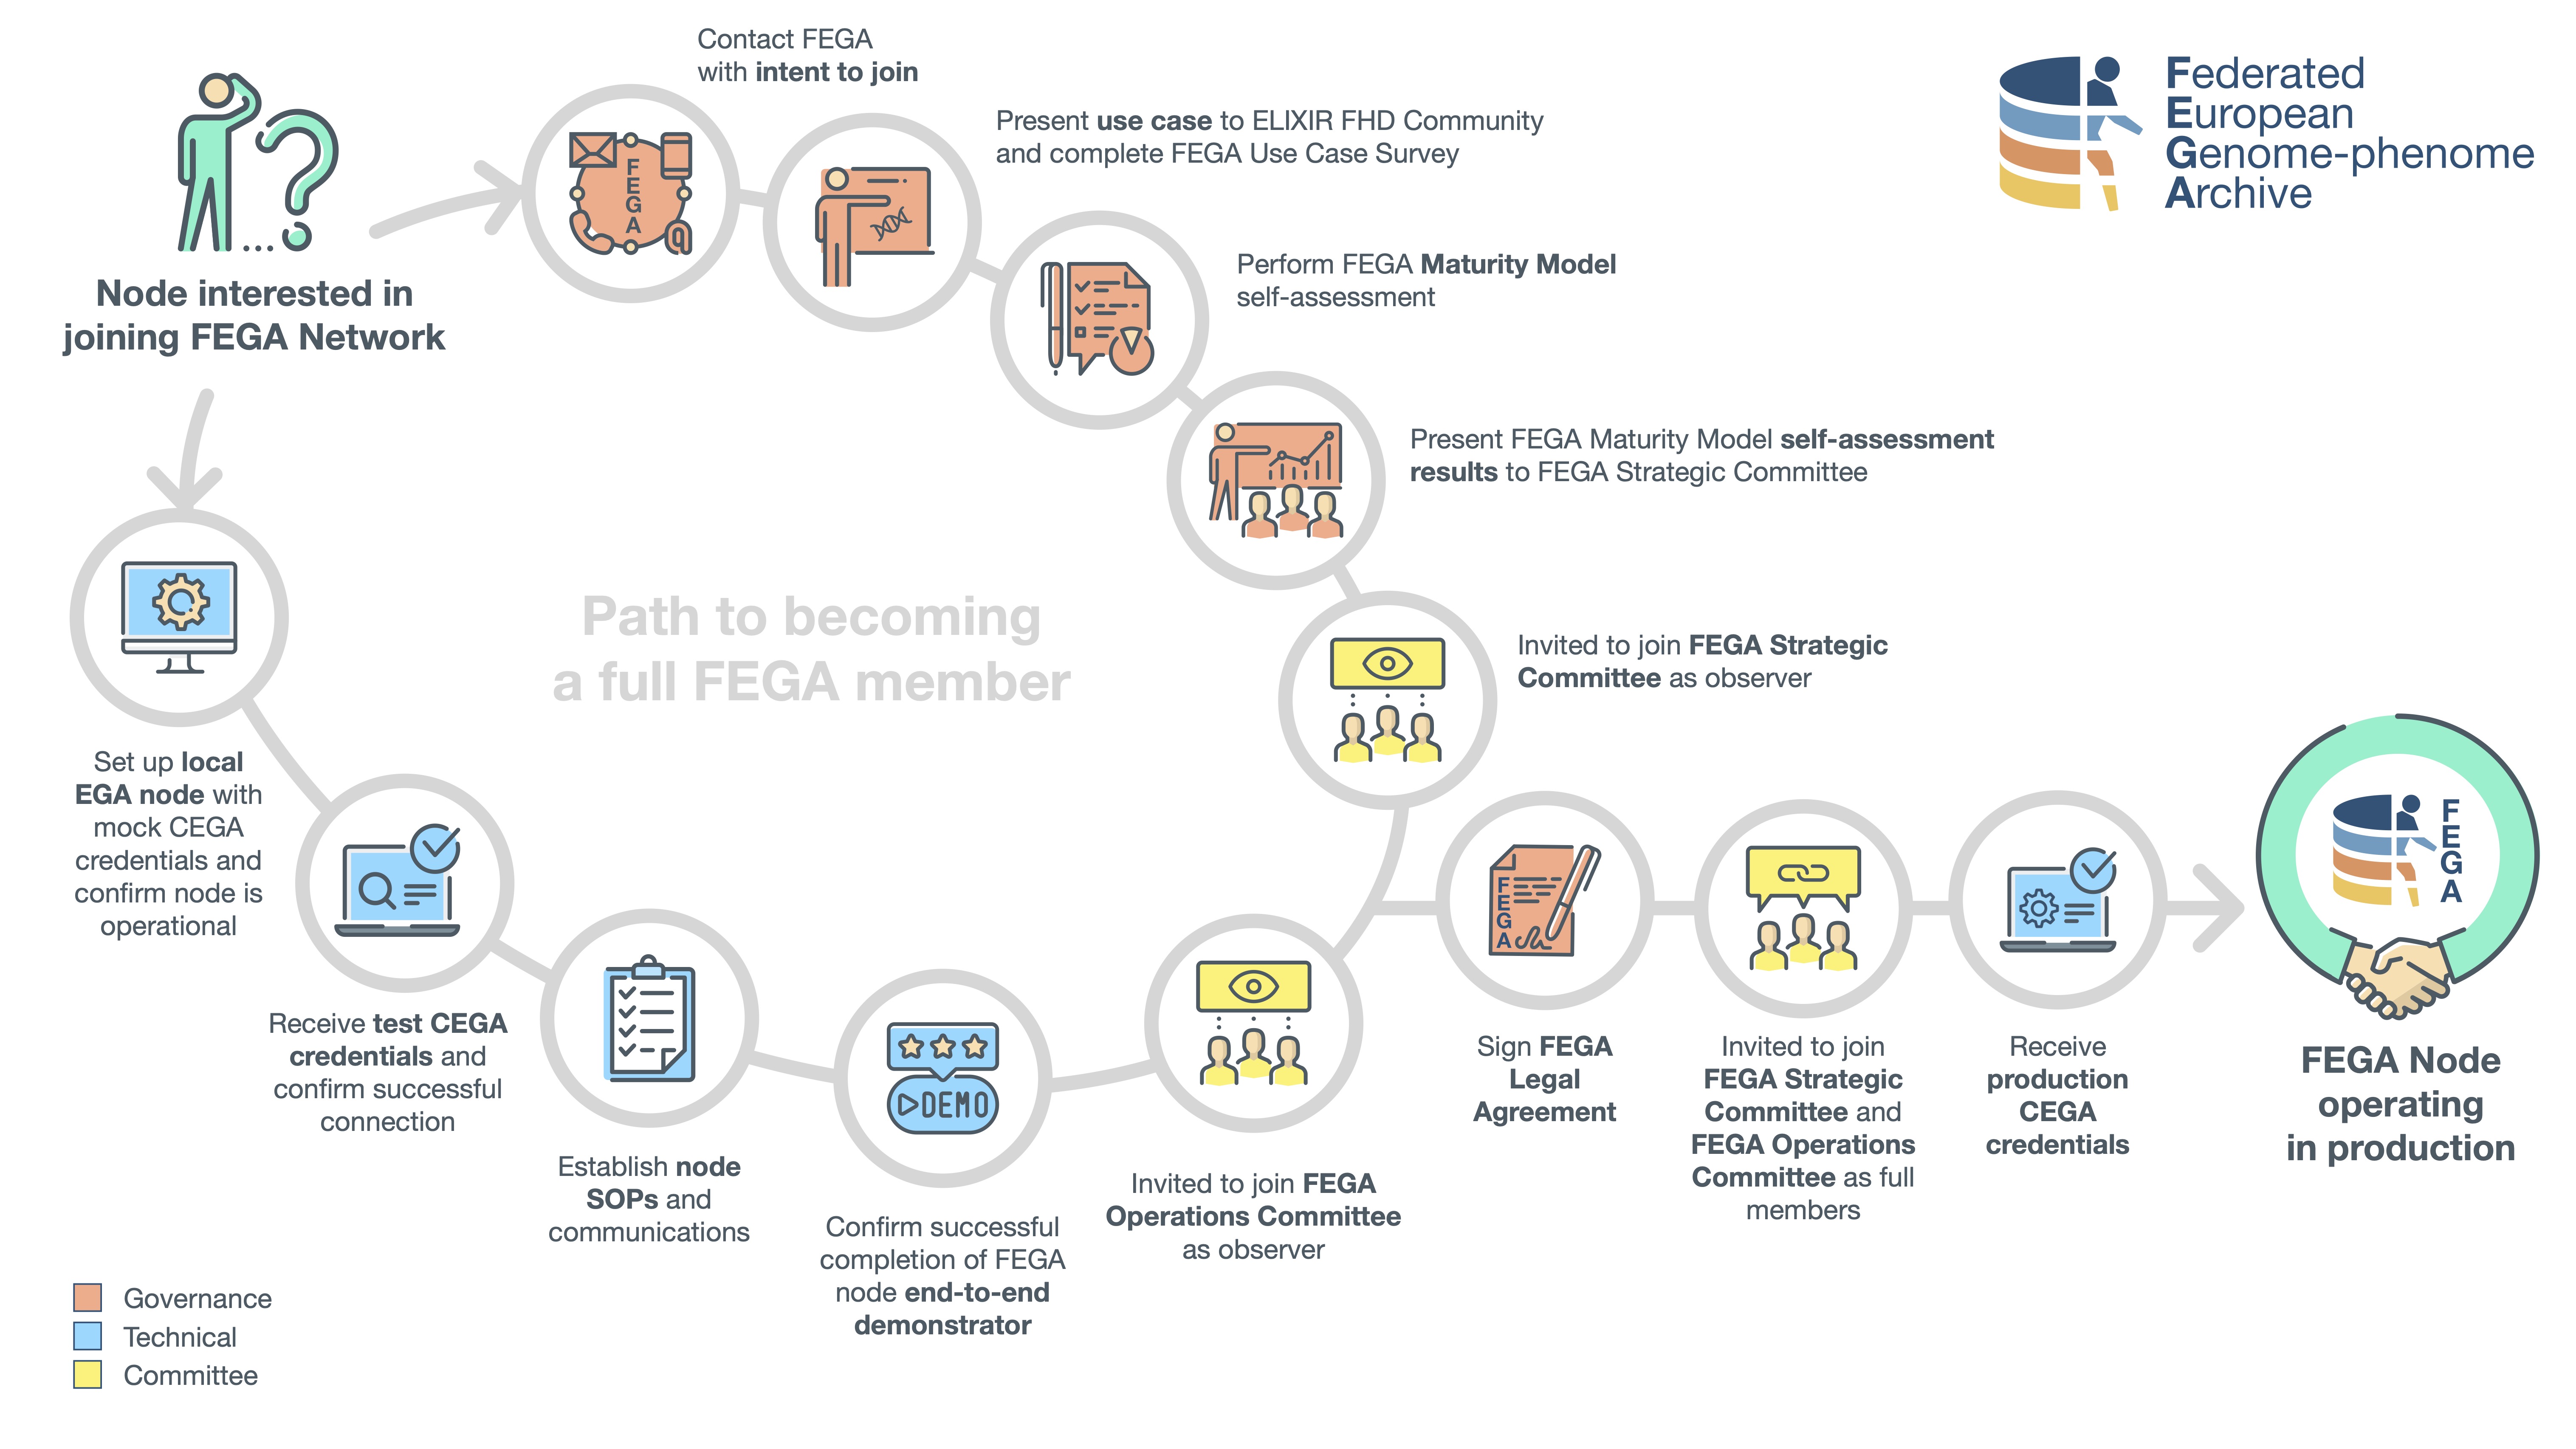 Contact FEGA
with intent to join
Federated
European
Genome-phenome
Archive
Present use case to ELIXIR FHD Community
and complete FEGA Use Case Survey
F
E
G
A
Node interested in
joining FEGA Network
Perform FEGA Maturity Model
self-assessment
Present FEGA Maturity Model self-assessment
results to FEGA Strategic Committee
Path to becoming
a full FEGA member
Invited to join FEGA Strategic
Committee as observer
Set up local
EGA node with
mock CEGA
credentials and
confirm node is
operational
Receive test CEGA
credentials and
confirm successful
connection
Establish node
SOPs and
communications
DEMO
Confirm successful
completion of FEGA
node end-to-end
demonstrator
Invited to join FEGA
Operations Committee
as observer
F
E
G
A
Sign FEGA
Legal
Agreement
Invited to join
FEGA Strategic
Committee and
FEGA Operations
Committee as full
members
Receive
production
CEGA
credentials
F
E
G
A
FEGA Node
operating
in production
Governance
Technical
Committee